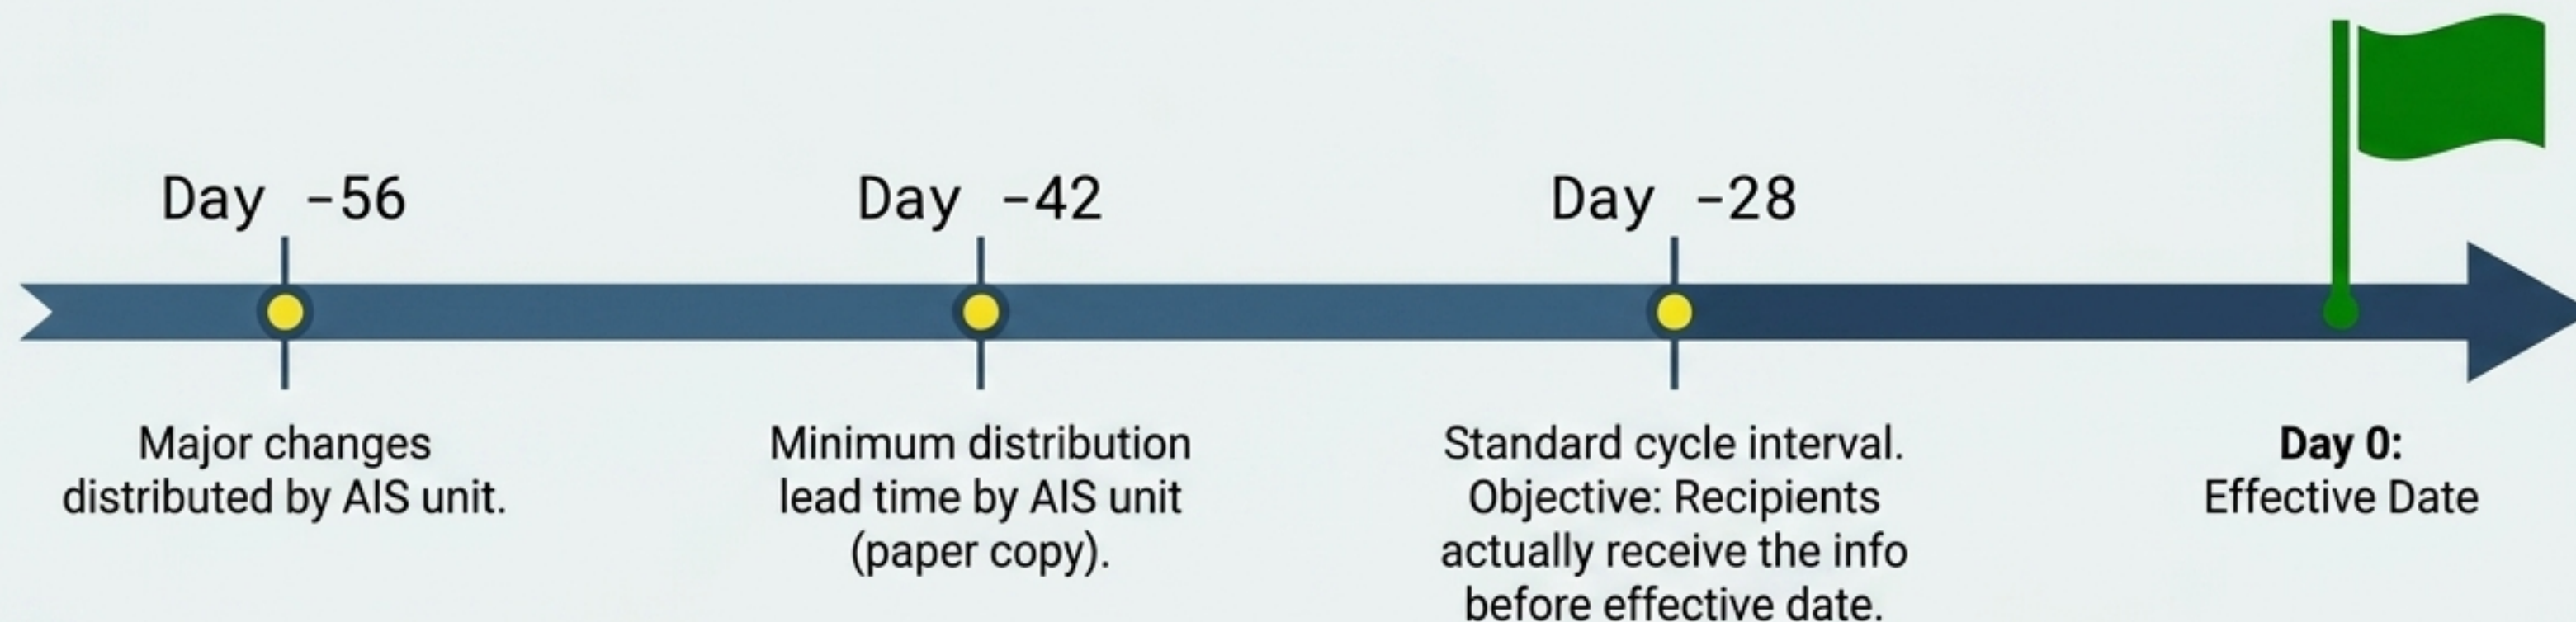 Day -56
Day -42
Day -28
Major changes
distributed by AIS unit.
Minimum distribution
lead time by AIS unit
(paper copy).
Standard cycle interval.
Objective: Recipients
actually receive the info
before effective date.
Day 0:
Effective Date